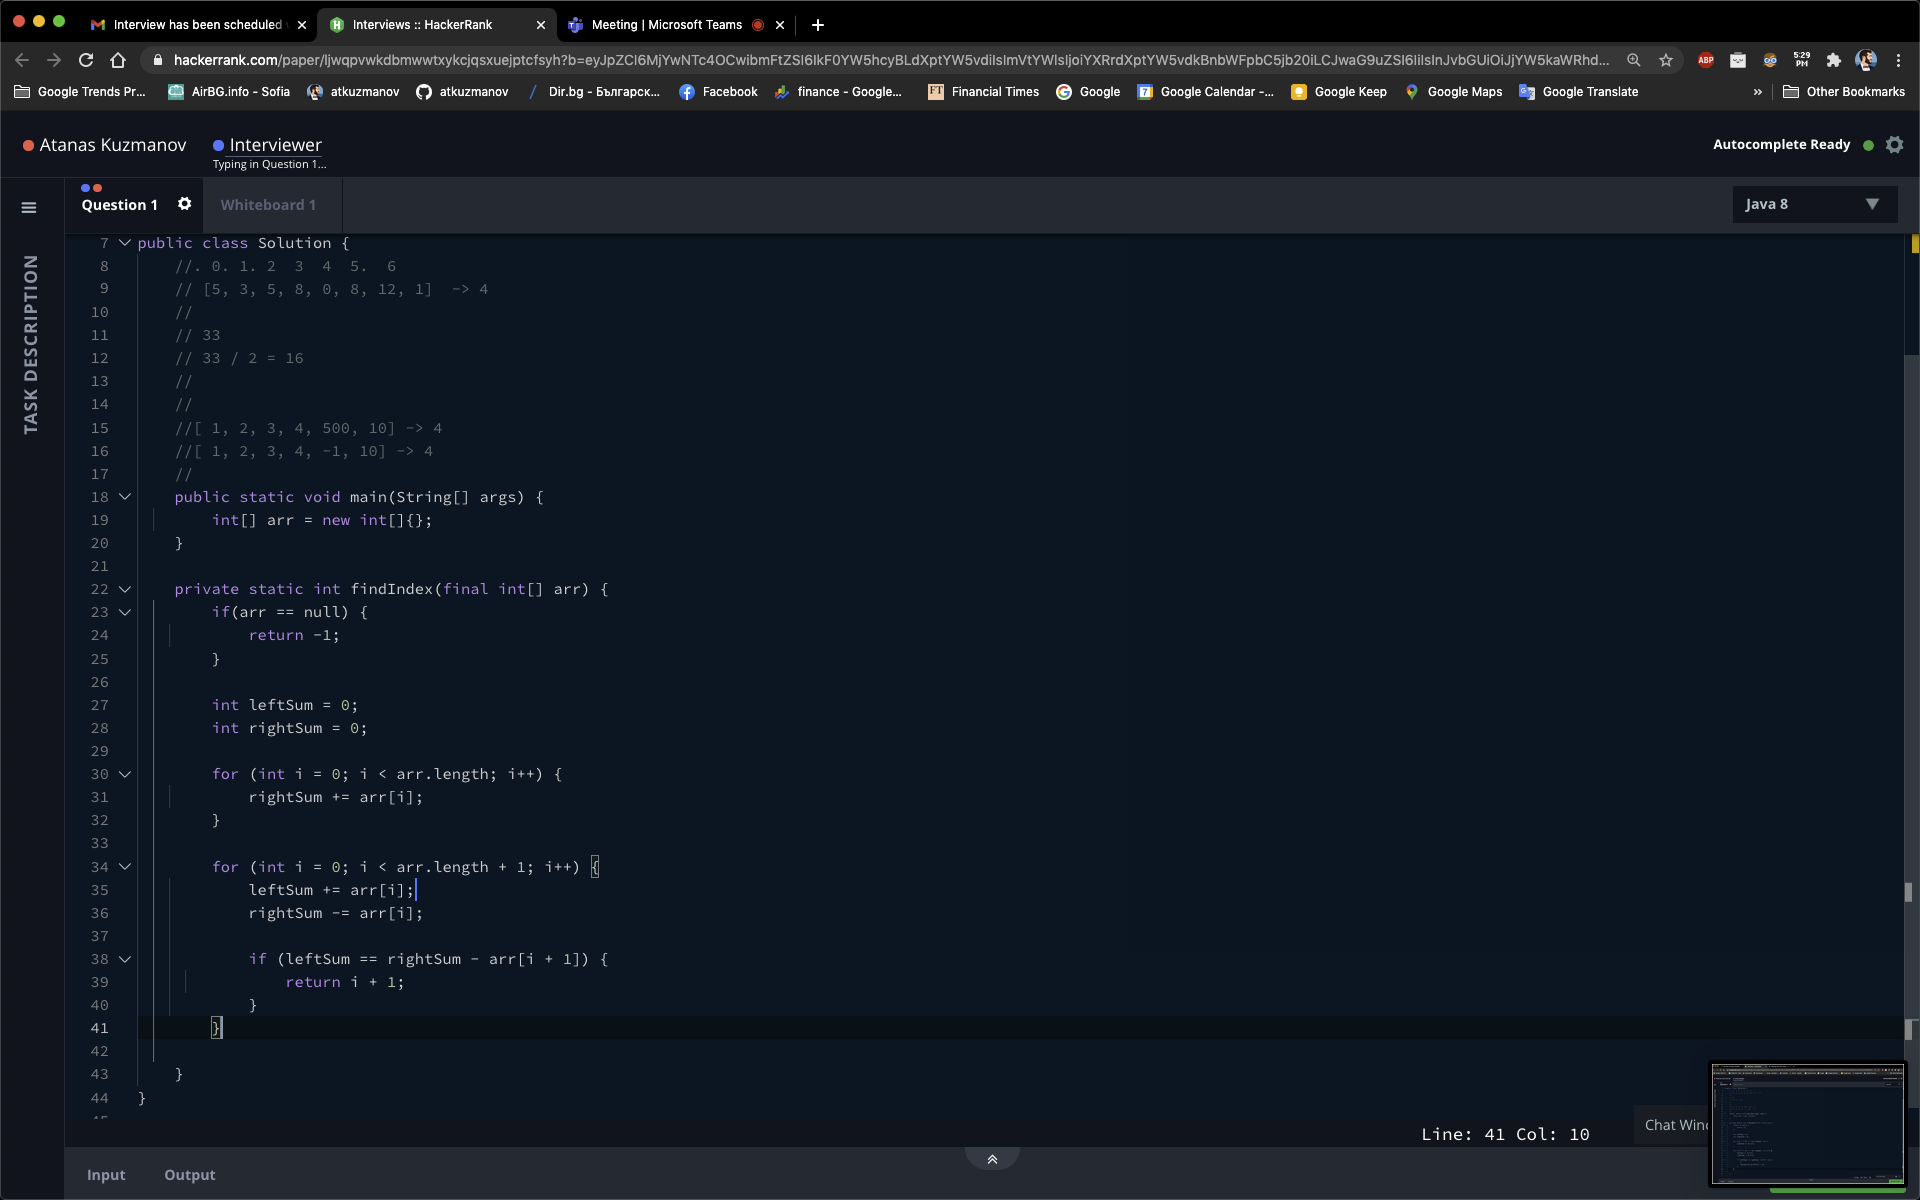 Interview has been scheduled
Interviews :: HackerRank
Meeting | Microsoft Teams
hackerrank.com/paper/ljwqpvwkdbmwwtxykcjqsxuejptcfsyh?b=
ABP
5:29 PM
Google Trends Pr...
AirBG.info - Sofia
atkuzmanov
atkuzmanov
Dir.bg - Българск...
Facebook
finance - Google...
FT Financial Times
Google
Google Calendar -...
Google Keep
Google Maps
Google Translate
»
Other Bookmarks
Atanas Kuzmanov
Interviewer
Typing in Question 1...
Autocomplete Ready
Question 1
Whiteboard 1
Java 8
TASK DESCRIPTION
7 public class Solution {
8 //. 0. 1. 2 3 4 5. 6
9 // [5, 3, 5, 8, 0, 8, 12, 1] -> 4
10 //
11 // 33
12 // 33 / 2 = 16
13 //
14 //
15 //[ 1, 2, 3, 4, 500, 10] -> 4
16 //[ 1, 2, 3, 4, -1, 10] -> 4
17 //
18 public static void main(String[] args) {
19 int[] arr = new int[]{};
20 }
21
22 private static int findIndex(final int[] arr) {
23 if(arr == null) {
24 return -1;
25 }
26
27 int leftSum = 0;
28 int rightSum = 0;
29
30 for (int i = 0; i < arr.length; i++) {
31 rightSum += arr[i];
32 }
33
34 for (int i = 0; i < arr.length + 1; i++) {
35 leftSum += arr[i];
36 rightSum -= arr[i];
37
38 if (leftSum == rightSum - arr[i + 1]) {
39 return i + 1;
40 }
41 }
42
43 }
44 }
Line: 41 Col: 10
Chat Win
Input
Output